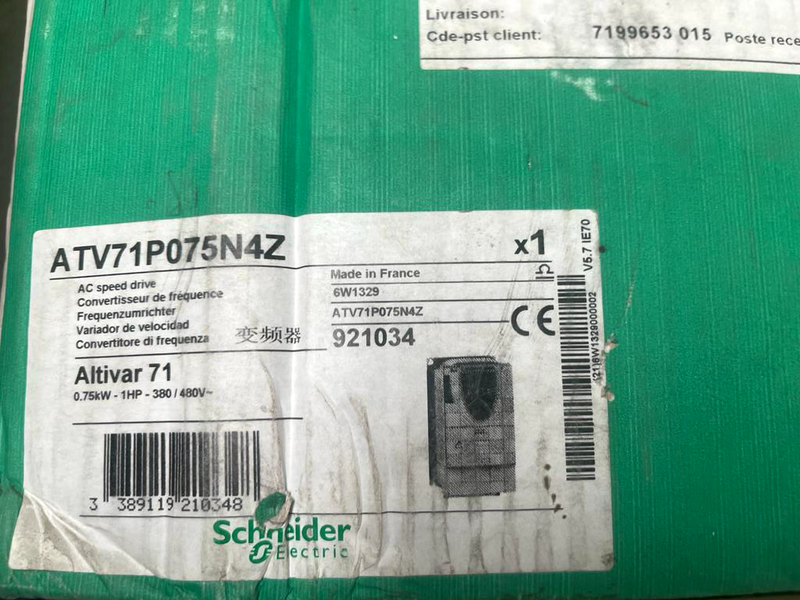 Livraison:
Cde-pst client: 7199653 015 Poste rece
ATV71P075N4Z
x1
AC speed drive
Convertisseur de fréquence
Frequenzumrichter
Variador de velocidad
Convertitore di frequenza
变频器
Altivar 71
0.75kW - 1HP - 380 / 480V~
Made in France
6W1329
ATV71P075N4Z
921034
CE
V5.7 IE70
(21)6W1329000002
3 389119 210348
Schneider
Electric